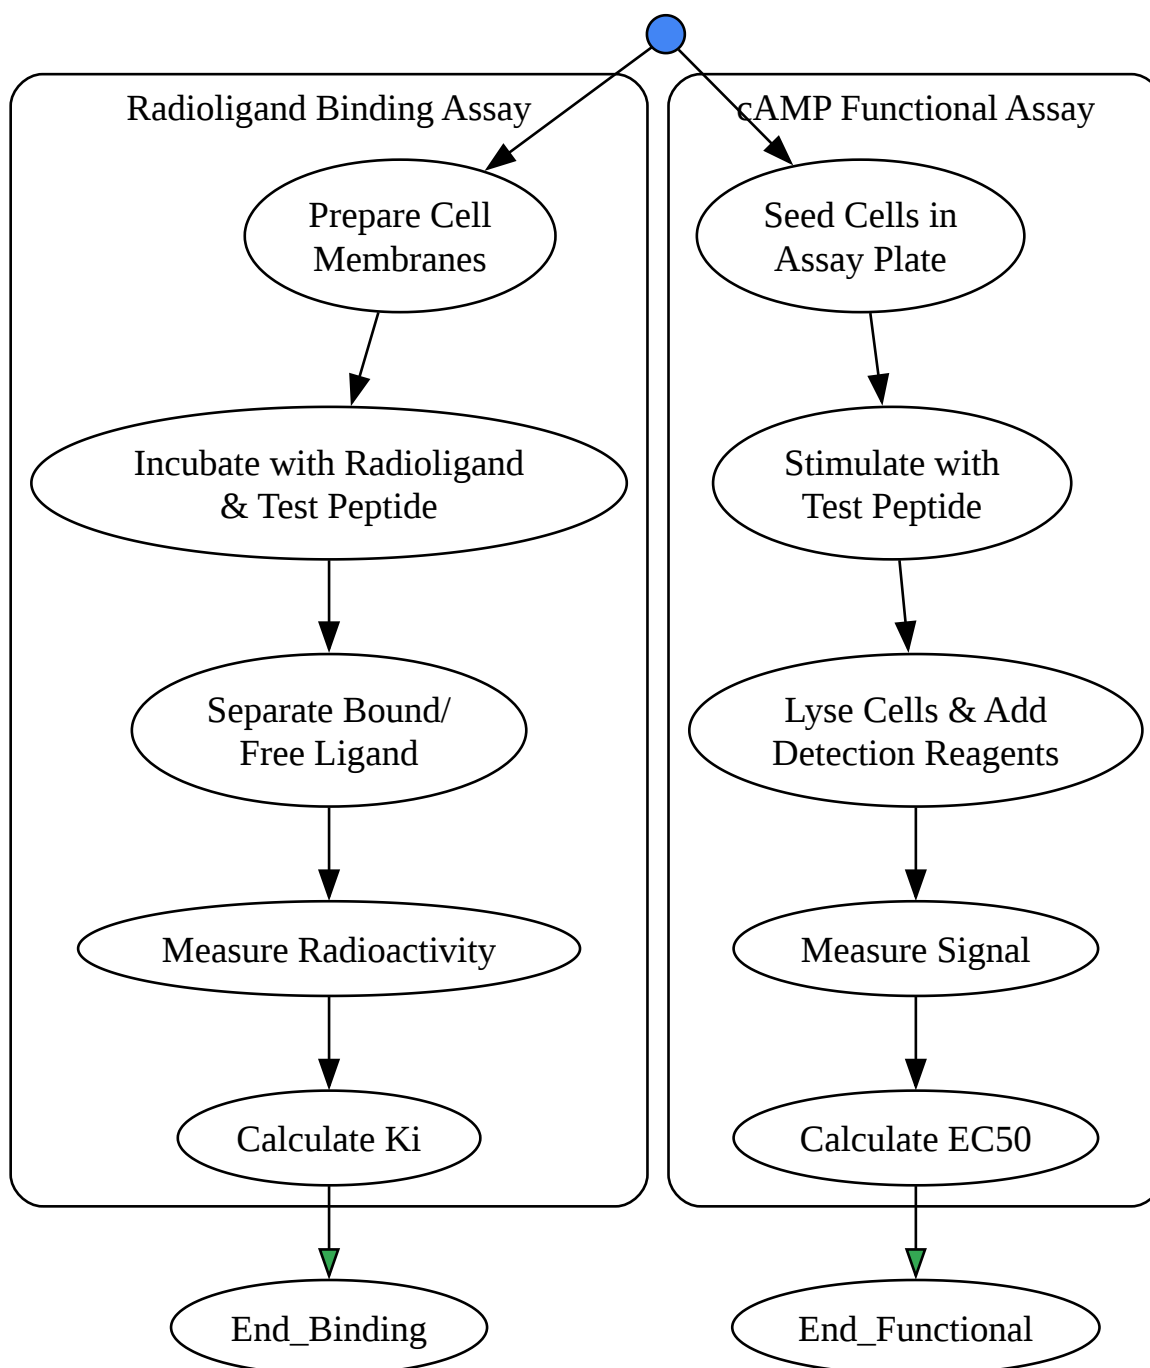 Radioligand Binding Assay
Prepare Cell
Membranes
Incubate with Radioligand
& Test Peptide
Separate Bound/
Free Ligand
Measure Radioactivity
Calculate Ki
End_Binding
cAMP Functional Assay
Seed Cells in
Assay Plate
Stimulate with
Test Peptide
Lyse Cells & Add
Detection Reagents
Measure Signal
Calculate EC50
End_Functional